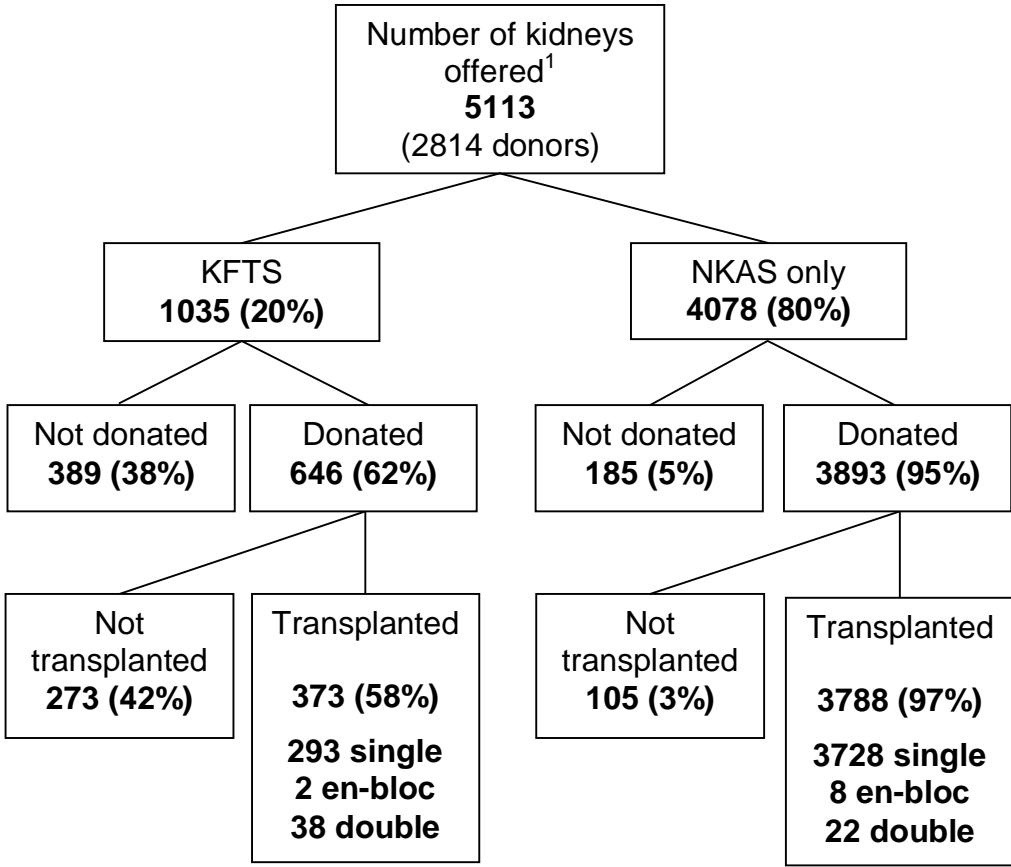 Number of kidneys
offered¹
5113
(2814 donors)
KFTS
1035 (20%)
NKAS only
4078 (80%)
Not donated
389 (38%)
Donated
646 (62%)
Not donated
185 (5%)
Donated
3893 (95%)
Not
transplanted
273 (42%)
Transplanted
373 (58%)
293 single
2 en-bloc
38 double
Not
transplanted
105 (3%)
Transplanted
3788 (97%)
3728 single
8 en-bloc
22 double